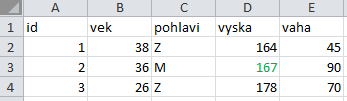 A B C D E
1 id vek pohlavi vyska vaha
2 1 38 Z 164 45
3 2 36 M 167 90
4 3 26 Z 178 70